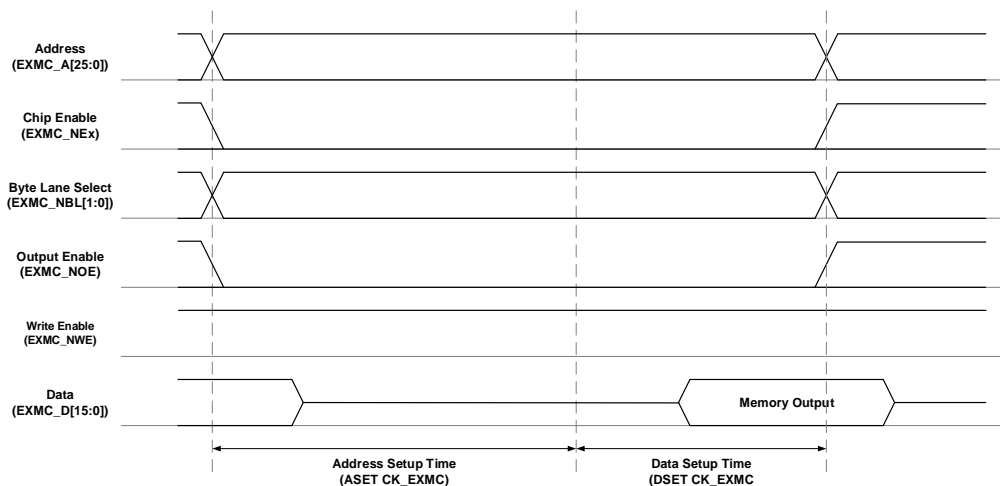 Address
(EXMC_A[25:0])
Chip Enable
(EXMC_NEx)
Byte Lane Select
(EXMC_NBL[1:0])
Output Enable
(EXMC_NOE)
Write Enable
(EXMC_NWE)
Data
(EXMC_D[15:0])
Memory Output
Address Setup Time
(ASET CK_EXMC)
Data Setup Time
(DSET CK_EXMC